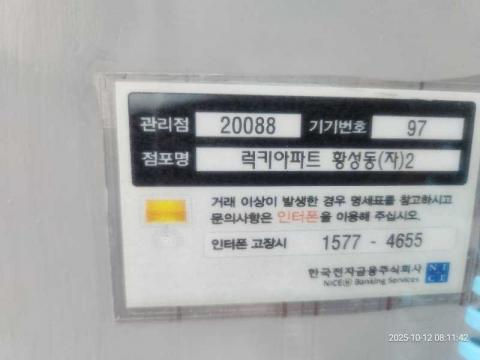 관리점 20088 기기번호 97
점포명 럭키아파트 황성동(자)2
거래 이상이 발생한 경우 명세표를 참고하시고
문의사항은 인터폰을 이용해 주십시오.
인터폰 고장시 1577 - 4655
한국전자금융주식회사 NI
NICE Banking Services CE
2025-10-12 08:11:42